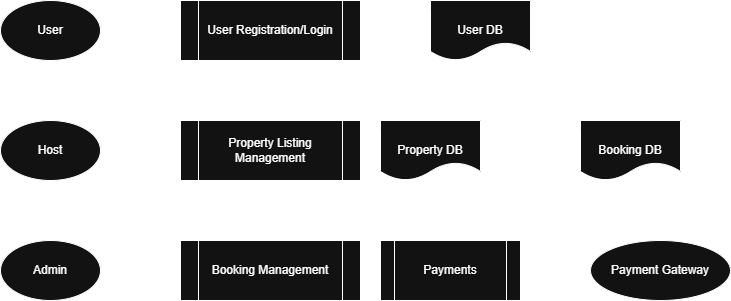 User
User Registration/Login
User DB
Host
Property Listing
Management
Property DB
Booking DB
Admin
Booking Management
Payments
Payment Gateway